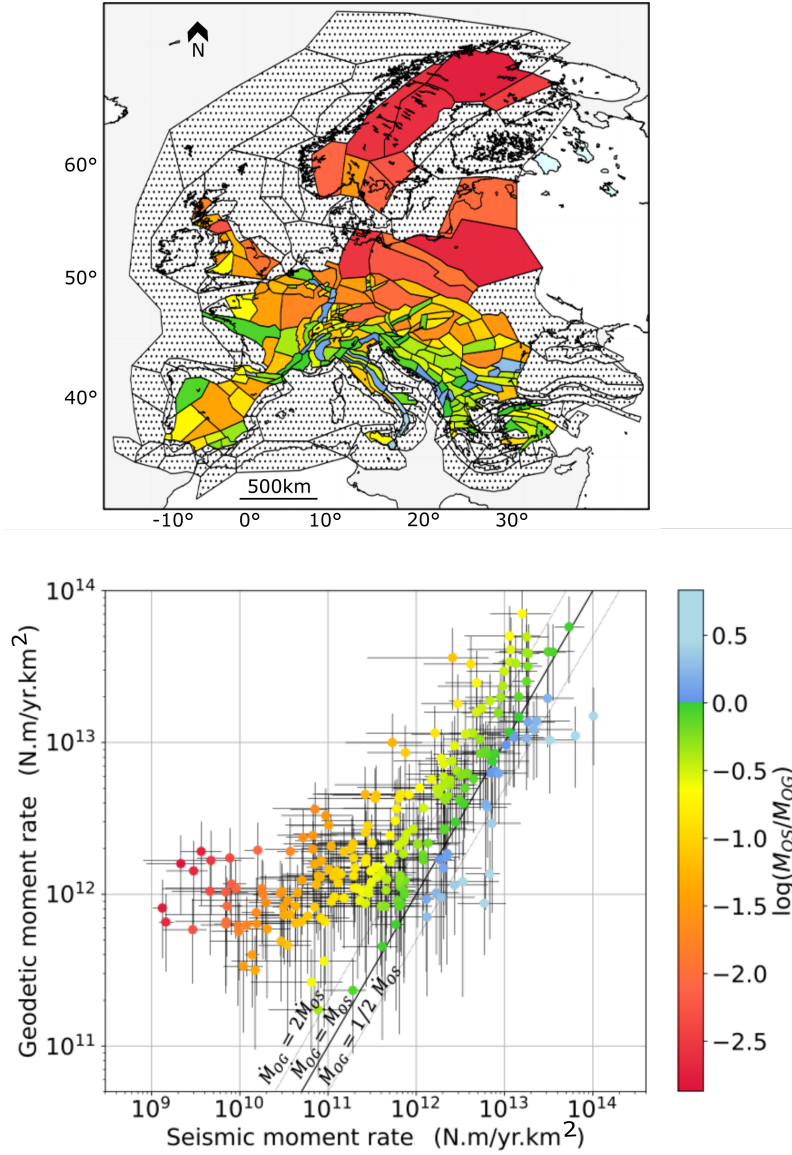 N
60°
50°
40°
500km
-10° 0° 10° 20° 30°
10^14
10^13
10^12
10^11
Geodetic moment rate (N.m/yr.km^2)
Ṁ_OG = 2Ṁ_OS
Ṁ_OG = Ṁ_OS
Ṁ_OG = 1/2 Ṁ_OS
10^9 10^10 10^11 10^12 10^13 10^14
Seismic moment rate (N.m/yr.km^2)
0.5
0.0
−0.5
−1.0
−1.5
−2.0
−2.5
log(Ṁ_OS/Ṁ_OG)